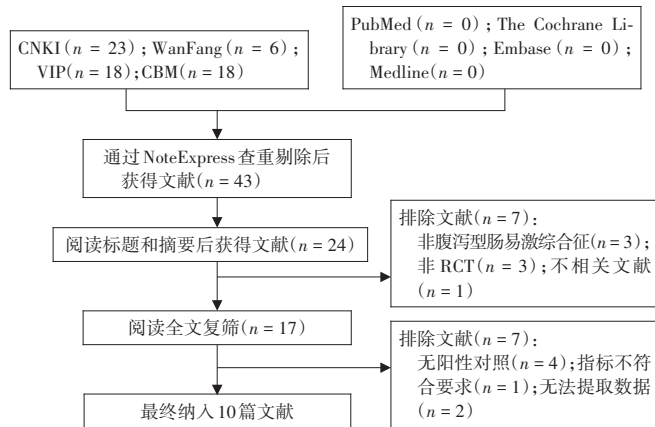 CNKI(n = 23)；WanFang(n = 6)；
VIP(n=18)；CBM(n=18)
PubMed(n = 0)；The Cochrane Li-
brary (n = 0)；Embase (n = 0)；
Medline(n=0)
通过NoteExpress查重剔除后
获得文献(n = 43)
阅读标题和摘要后获得文献(n = 24)
排除文献(n = 7)：
非腹泻型肠易激综合征(n = 3)；
非 RCT(n = 3)；不相关文献
(n = 1)
阅读全文复筛(n = 17)
排除文献(n = 7)：
无阳性对照(n = 4)；指标不符
合要求(n = 1)；无法提取数据
(n = 2)
最终纳入10篇文献